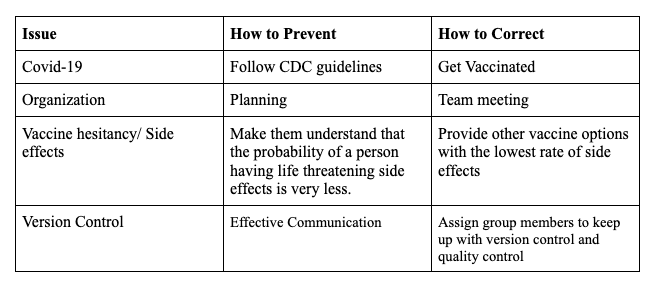 Issue How to Prevent How to Correct
Covid-19 Follow CDC guidelines Get Vaccinated
Organization Planning Team meeting
Vaccine hesitancy/ Side
effects
Make them understand that
the probability of a person
having life threatening side
effects is very less.
Provide other vaccine options
with the lowest rate of side
effects
Version Control Effective Communication
Assign group members to keep
up with version control and
quality control